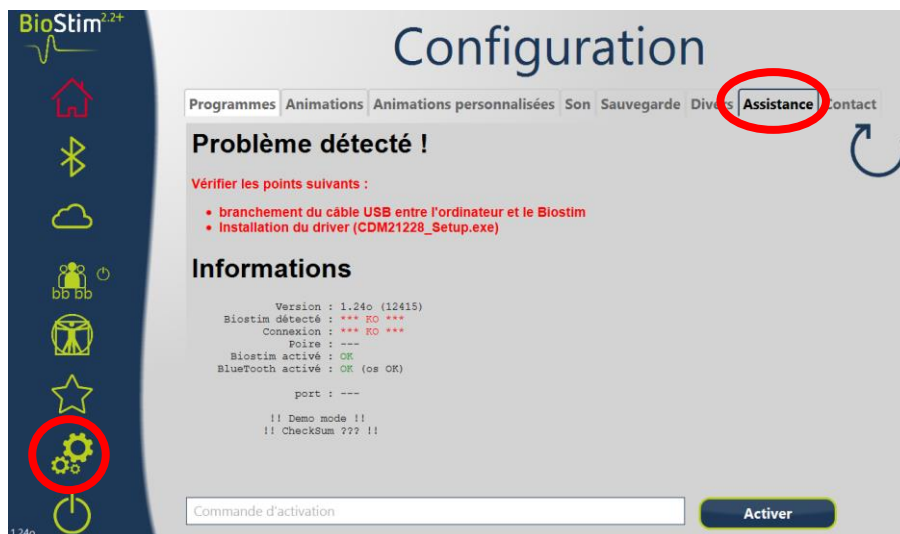 BioStim2.2+
Configuration
Programmes Animations Animations personnalisées Son Sauvegarde Divers Assistance Contact
Problème détecté !
Vérifier les points suivants :
• branchement du câble USB entre l'ordinateur et le Biostim
• Installation du driver (CDM21228_Setup.exe)
Informations
Version : 1.24o (12415)
Biostim détecté : *** KO ***
Connexion : *** KO ***
Poire : ---
Biostim activé : OK
BlueTooth activé : OK (os OK)
port : ---
!! Demo mode !!
!! CheckSum ??? !!
bb bb
Commande d'activation
Activer
1.24o